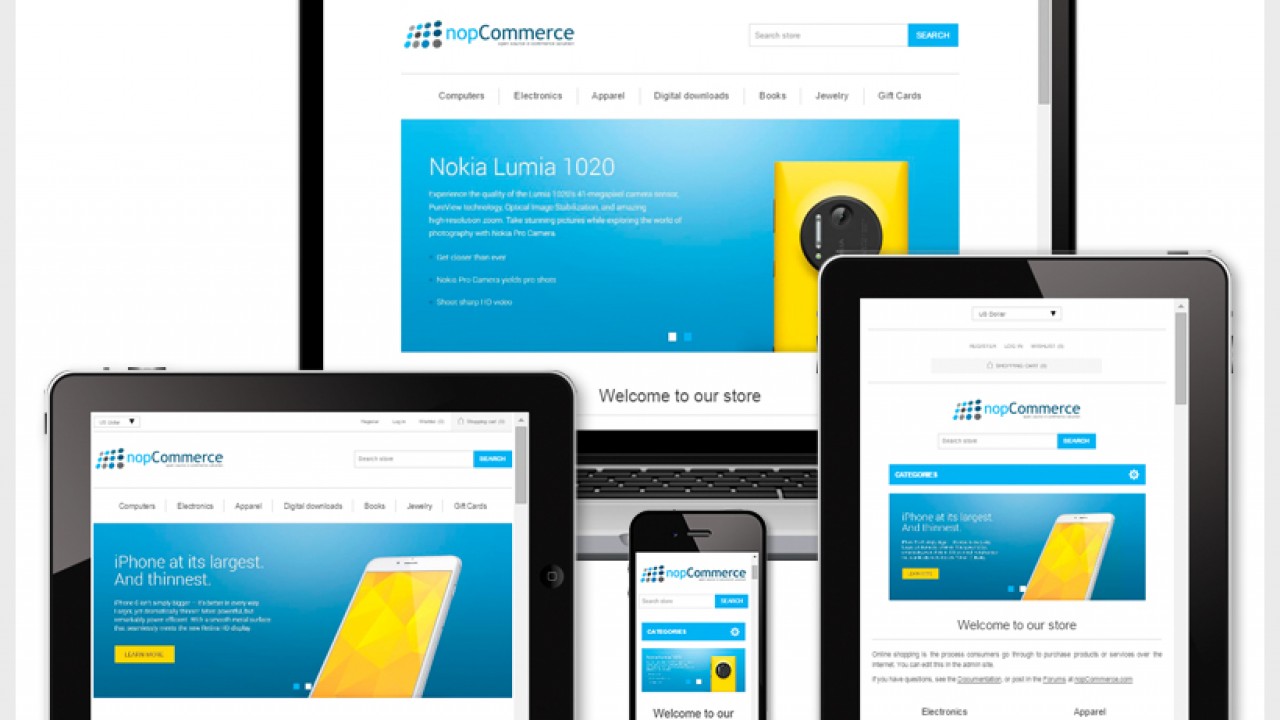 nopCommerce
Search store
SEARCH
Computers
Electronics
Apparel
Digital downloads
Books
Jewelry
Gift Cards
Nokia Lumia 1020
Experience the quality of the Lumia 1020's 41-megapixel camera sensor,
PureView technology, Optical Image Stabilization, and amazing
high-resolution zoom. Take stunning pictures while exploring the world of
photography with Nokia Pro Camera.
Get closer than ever
Nokia Pro Camera yields pro shots
Shoot sharp HD video
Welcome to our store
US Dollar
Register Log in Wishlist (0) Shopping cart (0)
nopCommerce
Search store
SEARCH
Computers
Electronics
Apparel
Digital downloads
Books
Jewelry
Gift Cards
iPhone at its largest.
And thinnest.
iPhone 6 isn't simply bigger - it's better in every way.
Larger, yet dramatically thinner. More powerful, but
remarkably power efficient. With a smooth metal surface
that seamlessly meets the new Retina HD display.
LEARN MORE
nopCommerce
Search store
SEARCH
CATEGORIES
Nokia Lumia 1020
Welcome to our
US Dollar
REGISTER LOG IN WISHLIST (0)
SHOPPING CART (0)
nopCommerce
Search store
SEARCH
CATEGORIES
iPhone at its largest.
And thinnest.
Welcome to our store
Online shopping is the process consumers go through to purchase products or services over the
Internet. You can edit this in the admin site.
If you have questions, see the Documentation, or post in the Forums at nopCommerce.com
Electronics
Apparel